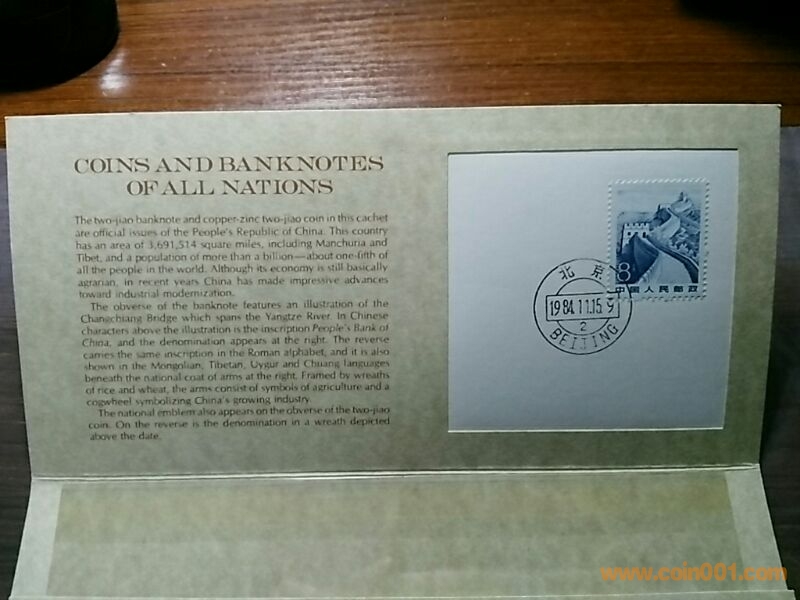 COINS AND BANKNOTES
OF ALL NATIONS
The two-jiao banknote and copper-zinc two-jiao coin in this cachet
are official issues of the People's Republic of China. This country
has an area of 3,691,514 square miles, including Manchuria and
Tibet, and a population of more than a billion—about one-fifth of
all the people in the world. Although its economy is still basically
agrarian, in recent years China has made impressive advances
toward industrial modernization.
The obverse of the banknote features an illustration of the
Changchiang Bridge which spans the Yangtze River. In Chinese
characters above the illustration is the inscription People's Bank of
China, and the denomination appears at the right. The reverse
carries the same inscription in the Roman alphabet, and it is also
shown in the Mongolian, Tibetan, Uygur and Chuang languages
beneath the national coat of arms at the right. Framed by wreaths
of rice and wheat, the arms consist of symbols of agriculture and a
cogwheel symbolizing China's growing industry.
The national emblem also appears on the obverse of the two-jiao
coin. On the reverse is the denomination in a wreath depicted
above the date.
8
中国人民邮政
北京
1984.11.15.9
2
BEIJING
www.coin001.com